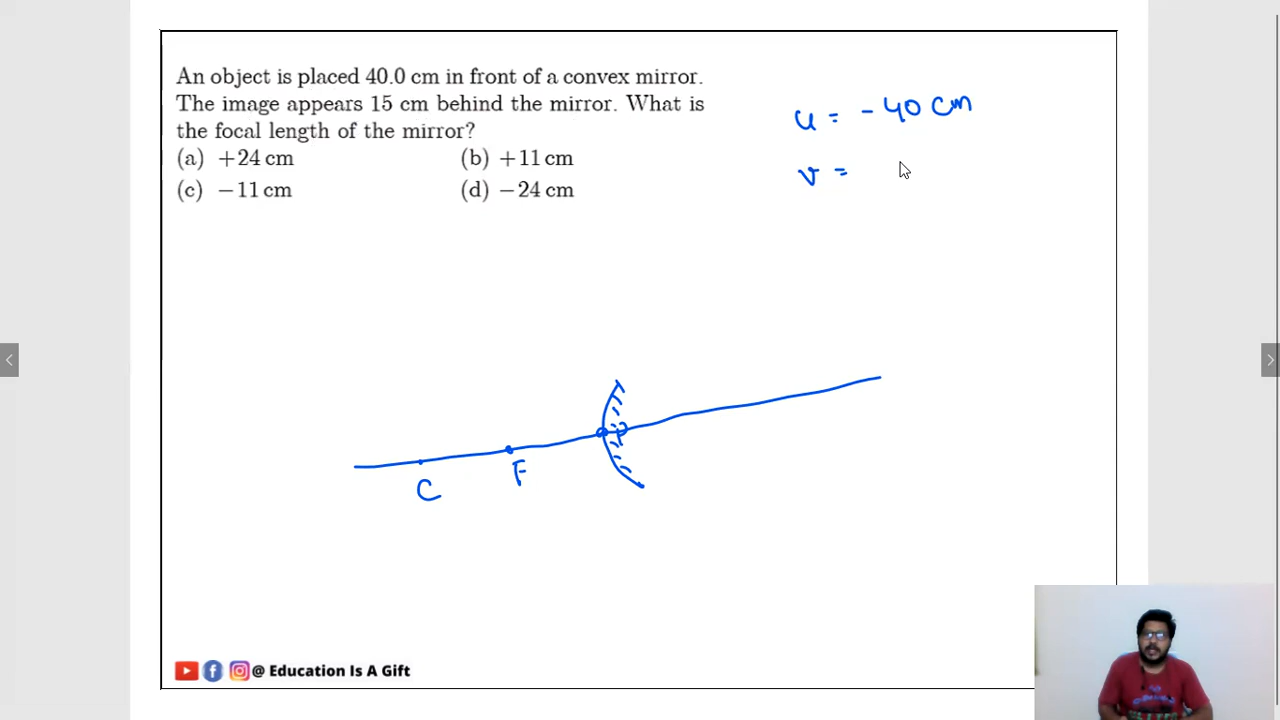 An object is placed 40.0 cm in front of a convex mirror.
The image appears 15 cm behind the mirror. What is
the focal length of the mirror?
(a) +24 cm (b) +11 cm
(c) −11 cm (d) −24 cm
u = - 40 cm
v =
P
F
C
@ Education Is A Gift